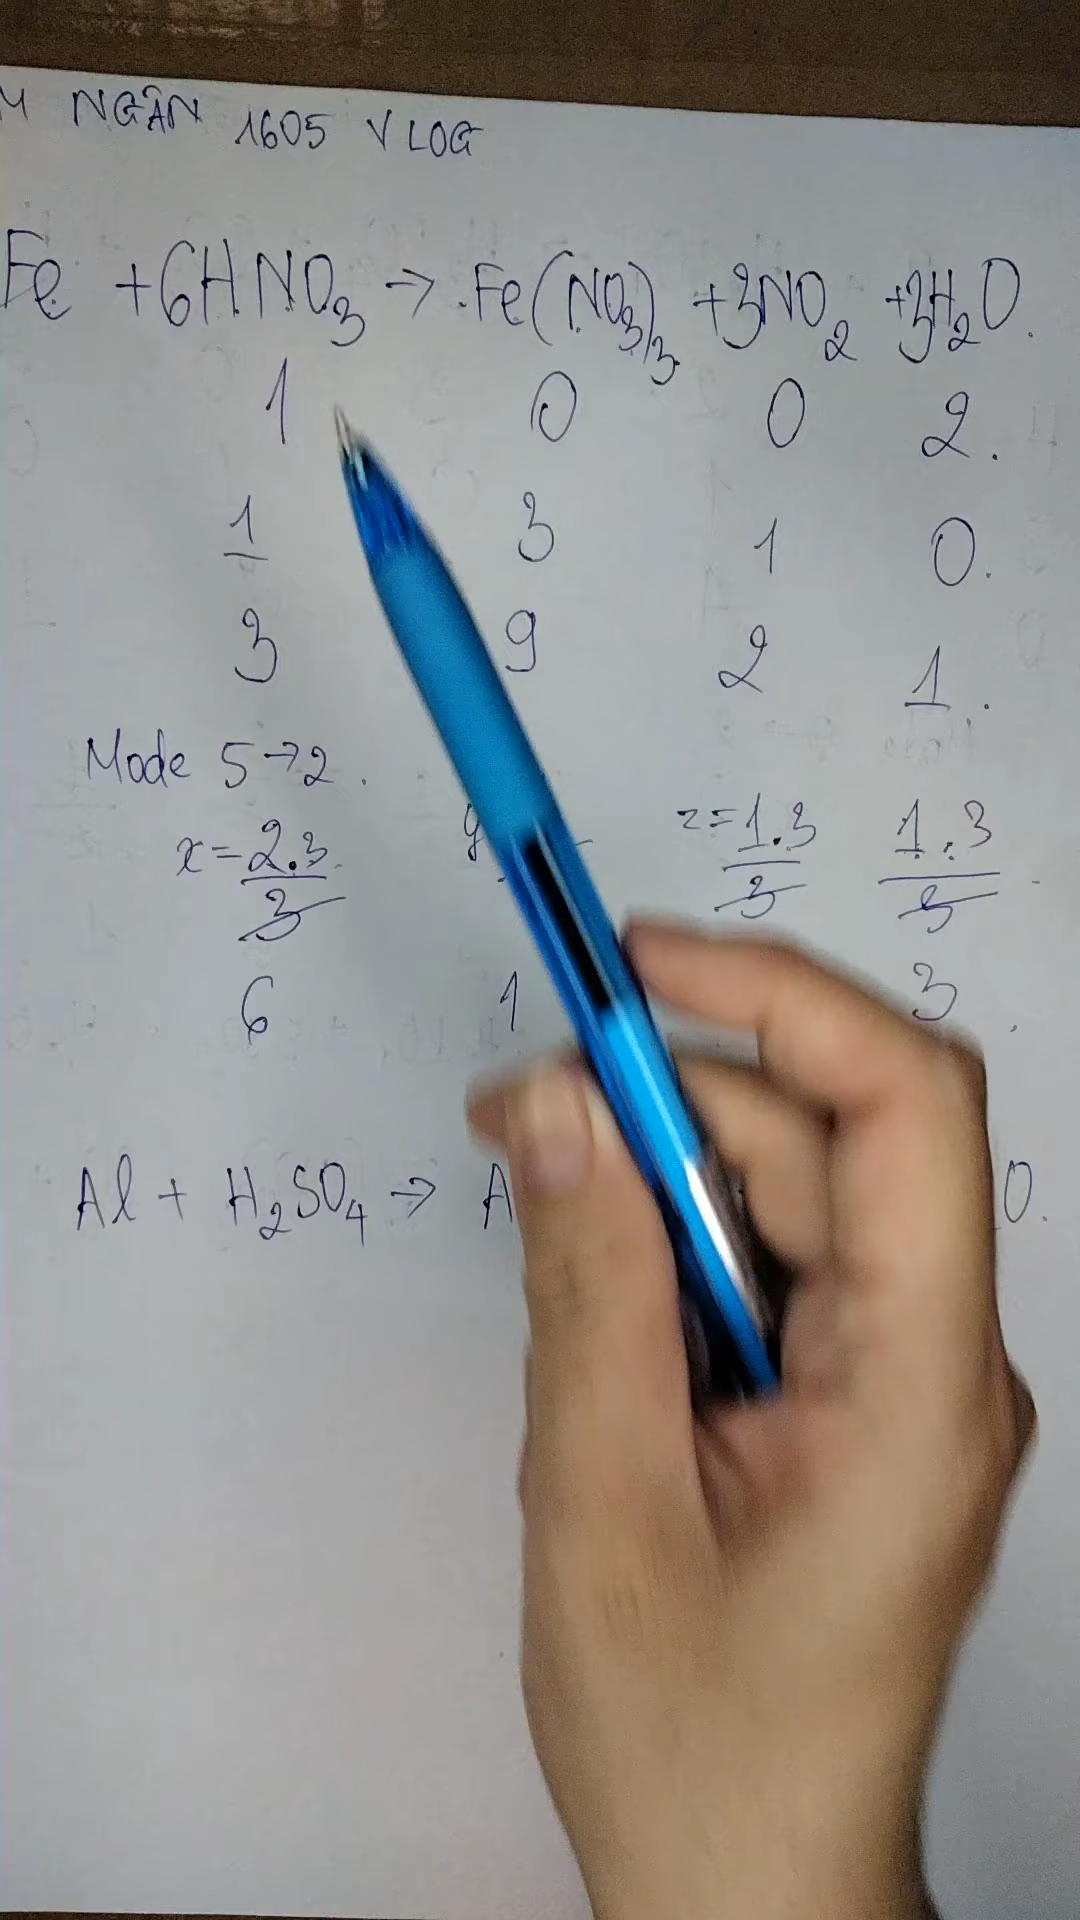 NGÂN 1605 VLOG
Fe + 6HNO₃ → Fe(NO₃)₃ + 3NO₂ + 3H₂O.
1 0 0 2.
1 3 1 0.
3 9 2 1.
Mode 5→2.
x = 2.3/3 y z = 1.3/3 1.3/3
6 1 3
Al + H₂SO₄ → A O.